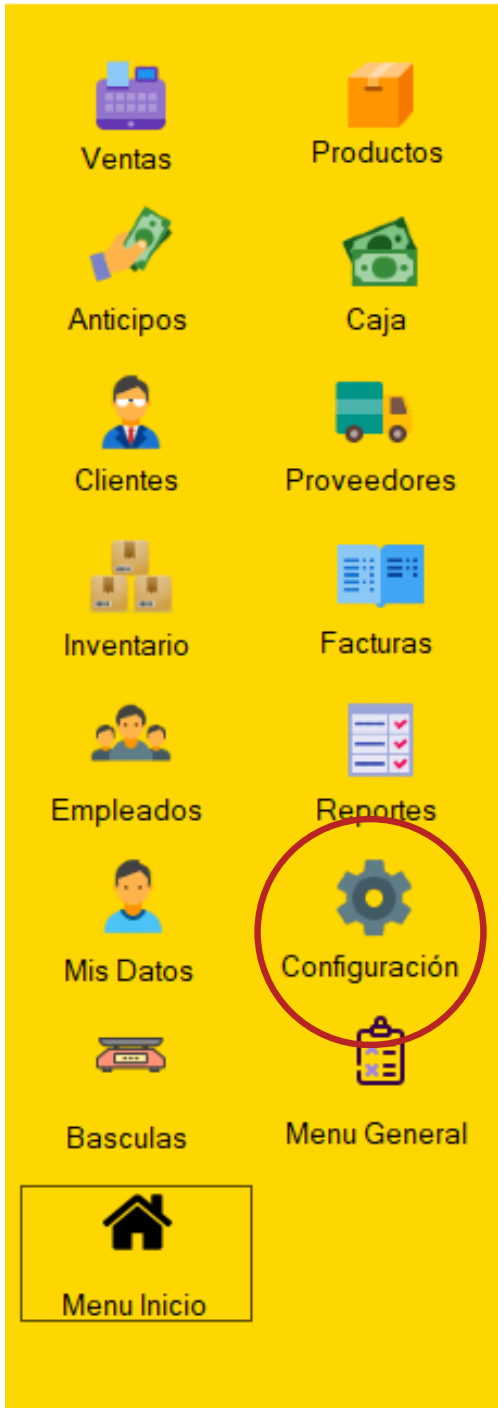 Ventas
Productos
Anticipos
Caja
Clientes
Proveedores
Inventario
Facturas
Empleados
Reportes
Mis Datos
Configuración
Basculas
Menu General
Menu Inicio